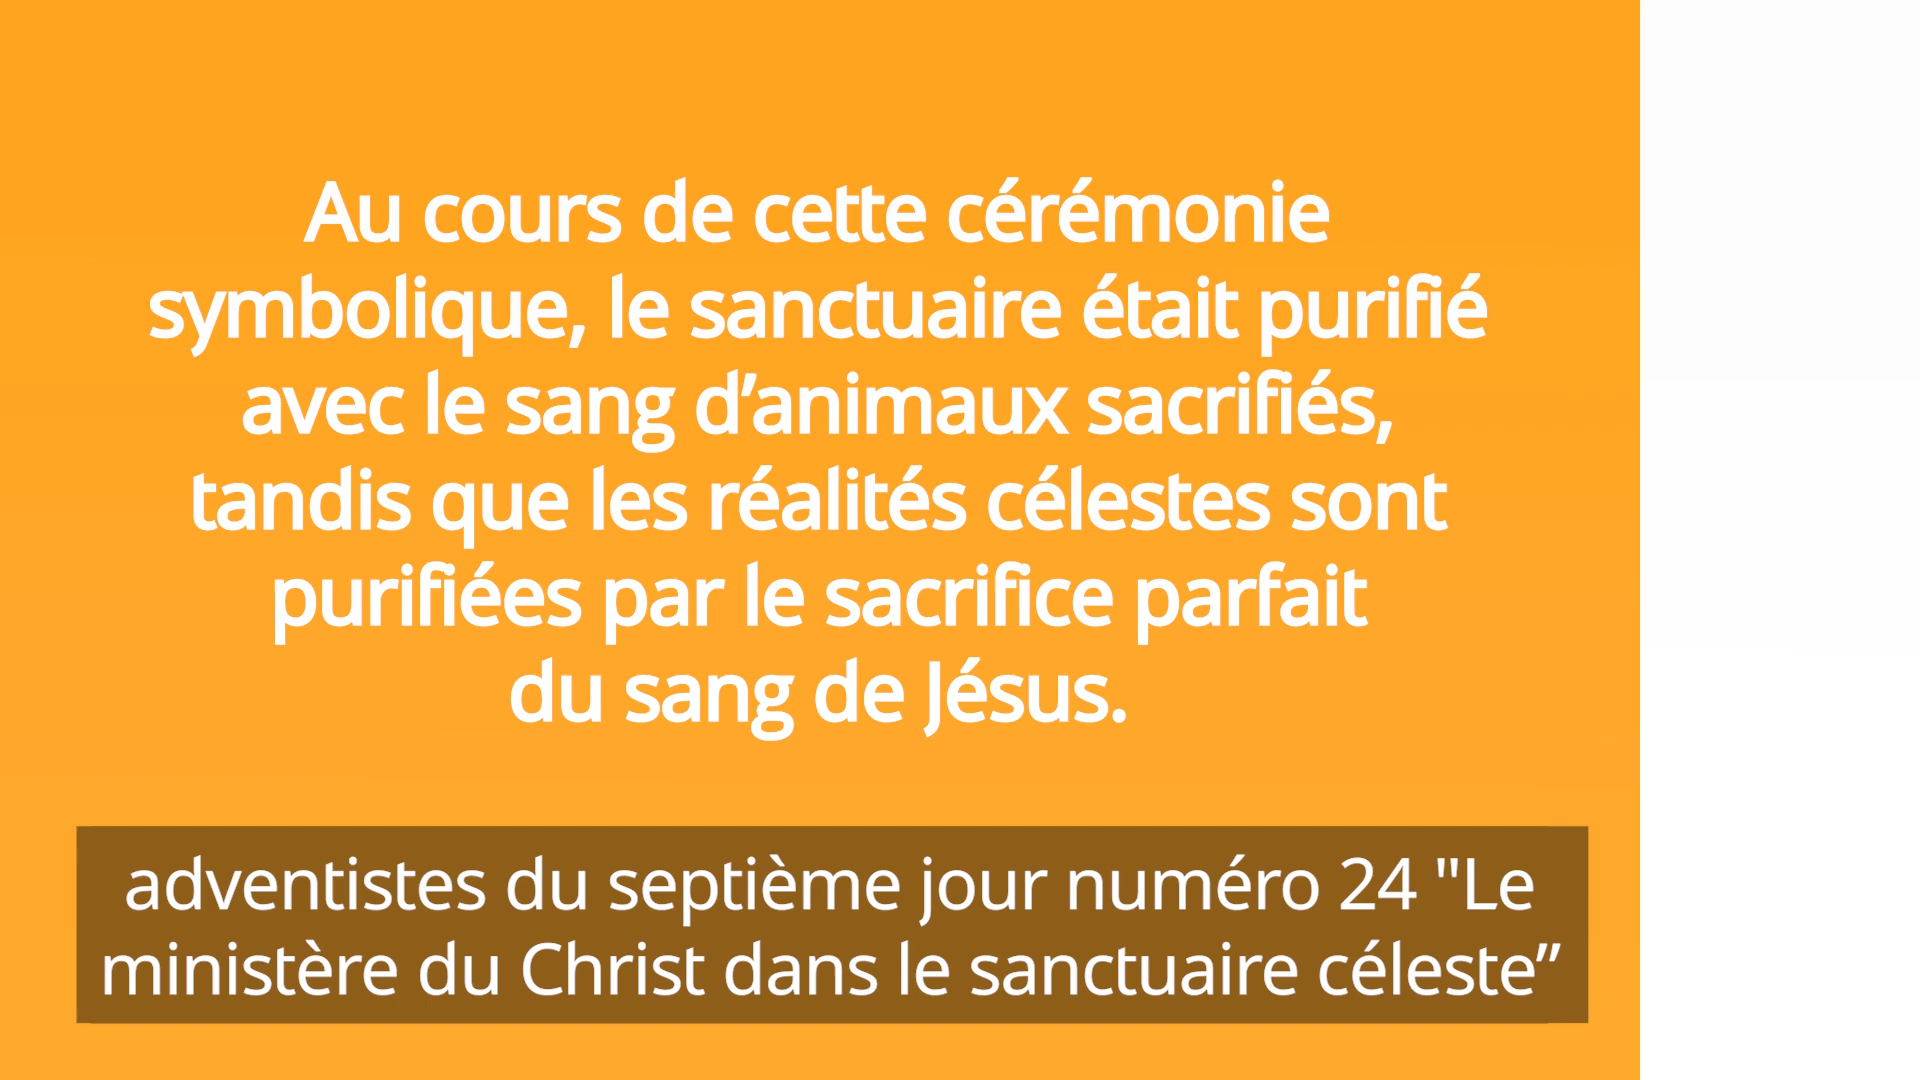 Au cours de cette cérémonie
symbolique, le sanctuaire était purifié
avec le sang d’animaux sacrifiés,
tandis que les réalités célestes sont
purifiées par le sacrifice parfait
du sang de Jésus.
adventistes du septième jour numéro 24 "Le
ministère du Christ dans le sanctuaire céleste”